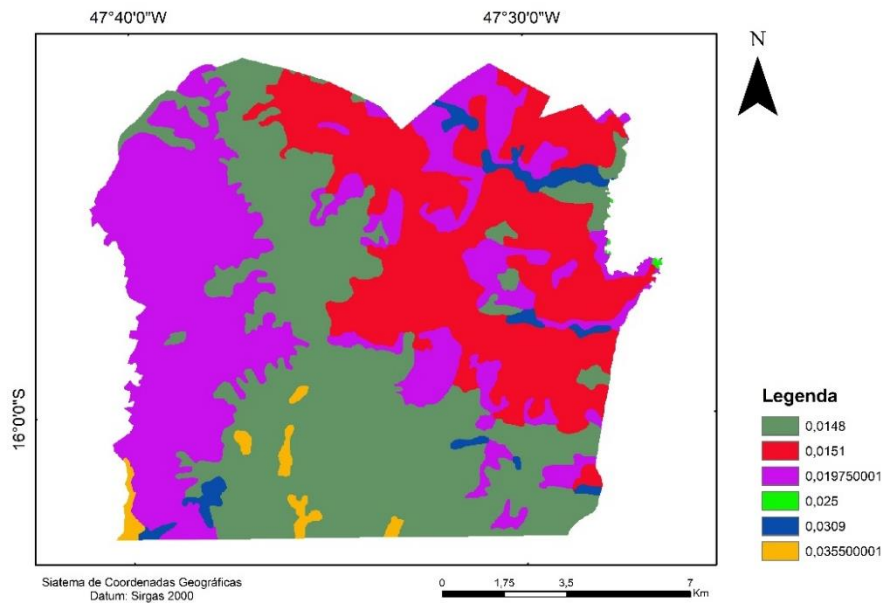 47°40'0"W 47°30'0"W
N
16°0'0"S
Legenda
0,0148
0,0151
0,019750001
0,025
0,0309
0,035500001
Siatema de Coordenadas Geográficas
Datum: Sirgas 2000
0 1,75 3,5 7
Km